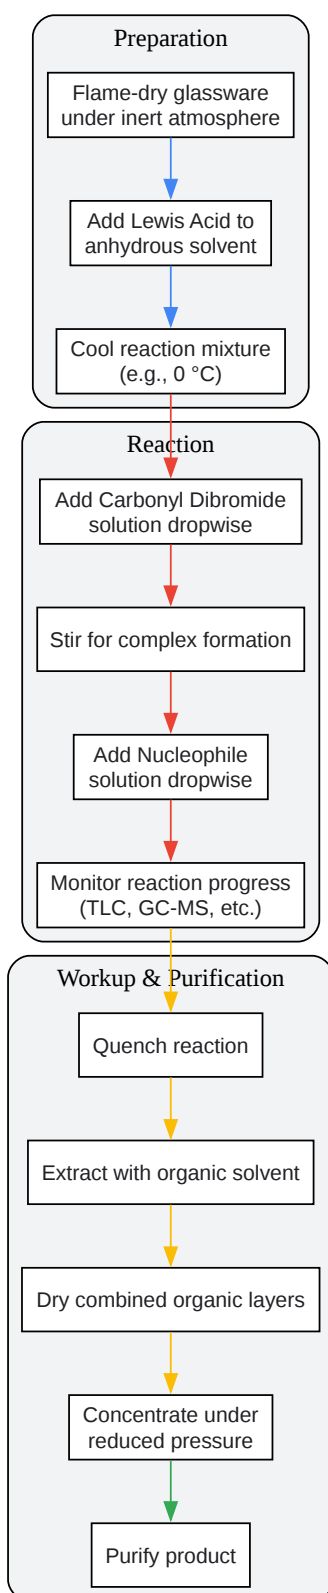 Preparation
Flame-dry glassware
under inert atmosphere
Add Lewis Acid to
anhydrous solvent
Cool reaction mixture
(e.g., 0 °C)
Reaction
Add Carbonyl Dibromide
solution dropwise
Stir for complex formation
Add Nucleophile
solution dropwise
Monitor reaction progress
(TLC, GC-MS, etc.)
Workup & Purification
Quench reaction
Extract with organic solvent
Dry combined organic layers
Concentrate under
reduced pressure
Purify product